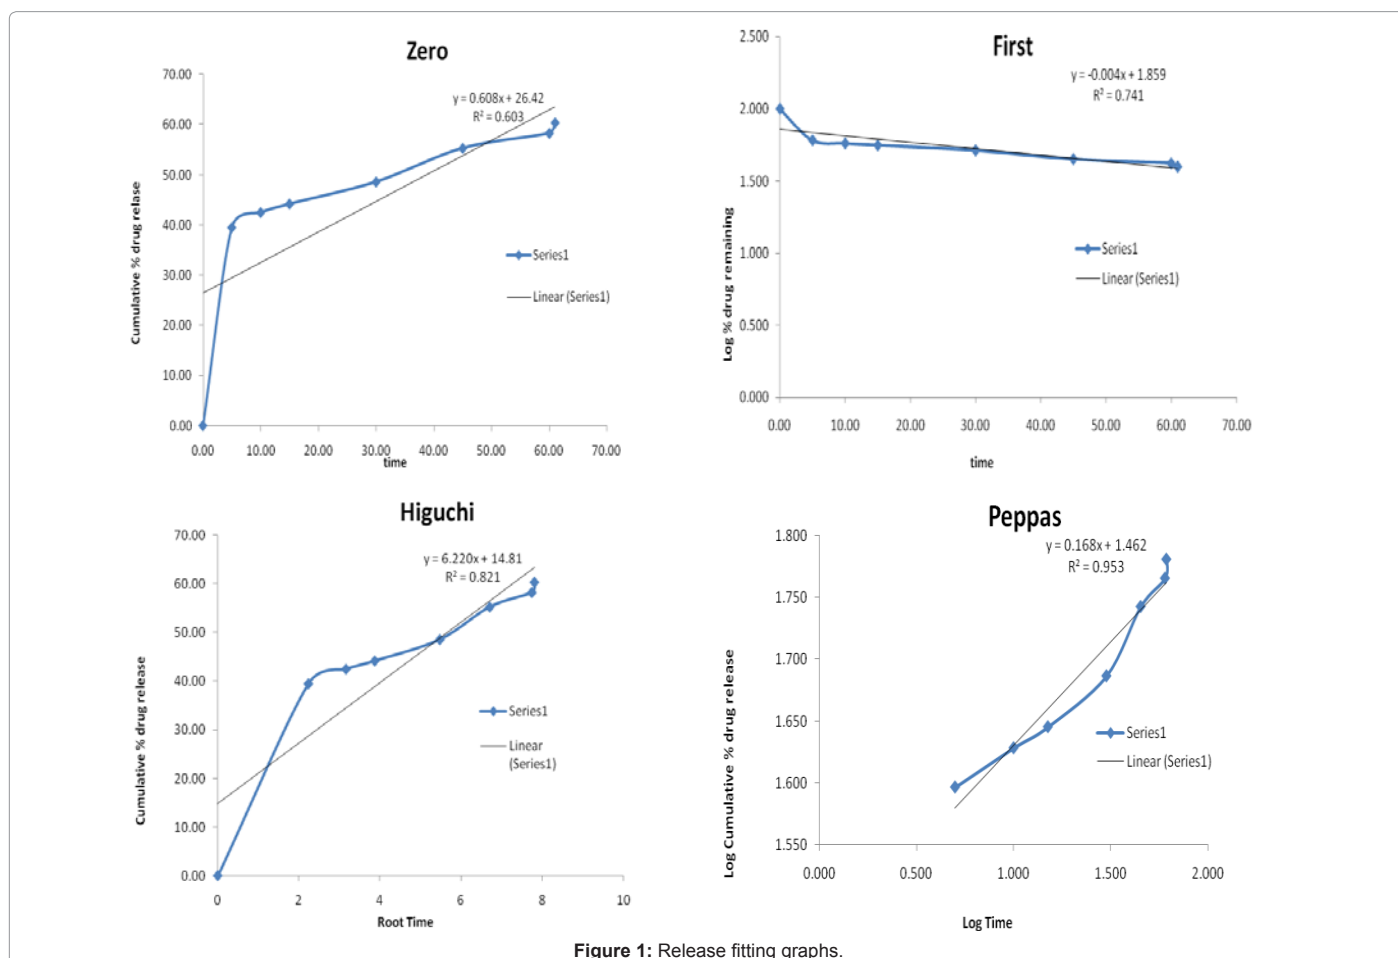 Zero
y = 0.608x + 26.42
R² = 0.603
Cumulative % drug relase
70.00
60.00
50.00
40.00
30.00
20.00
10.00
0.00
Series1
Linear (Series1)
0.00 10.00 20.00 30.00 40.00 50.00 60.00 70.00
time
First
y = -0.004x + 1.859
R² = 0.741
Log % drug remaining
2.500
2.000
1.500
1.000
0.500
0.000
Series1
Linear (Series1)
0.00 10.00 20.00 30.00 40.00 50.00 60.00 70.00
time
Higuchi
y = 6.220x + 14.81
R² = 0.821
Cumulative % drug release
70.00
60.00
50.00
40.00
30.00
20.00
10.00
0.00
Series1
Linear
(Series1)
0 2 4 6 8 10
Root Time
Peppas
y = 0.168x + 1.462
R² = 0.953
Log Cumulative % drug release
1.800
1.750
1.700
1.650
1.600
1.550
Series1
Linear (Series1)
0.000 0.500 1.000 1.500 2.000
Log Time
Figure 1: Release fitting graphs.